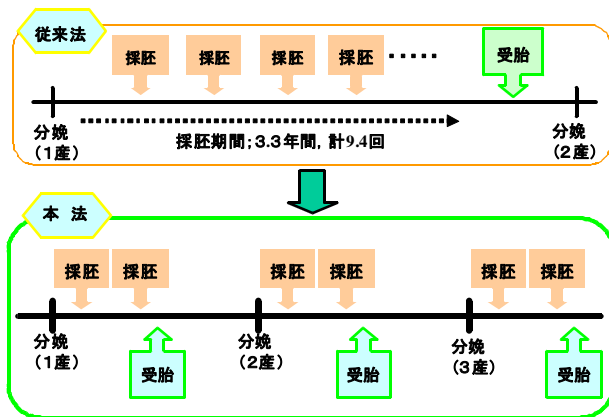 従来法
採胚 採胚 採胚 採胚 ・・・・・ 受胎
分娩
(1産)
採胚期間;3.3年間, 計9.4回
分娩
(2産)
本 法
採胚 採胚 採胚 採胚 採胚 採胚
分娩
(1産)
分娩
(2産)
分娩
(3産)
受胎 受胎 受胎